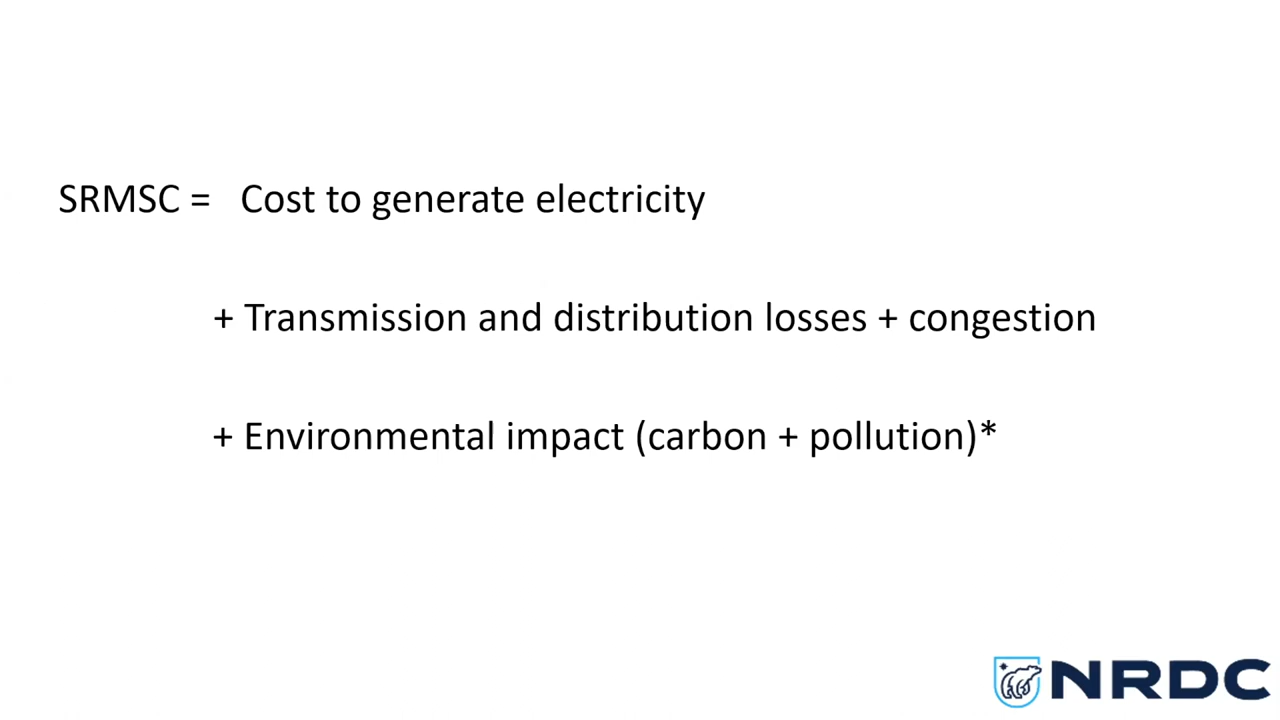 SRMSC = Cost to generate electricity
+ Transmission and distribution losses + congestion
+ Environmental impact (carbon + pollution)*
NRDC